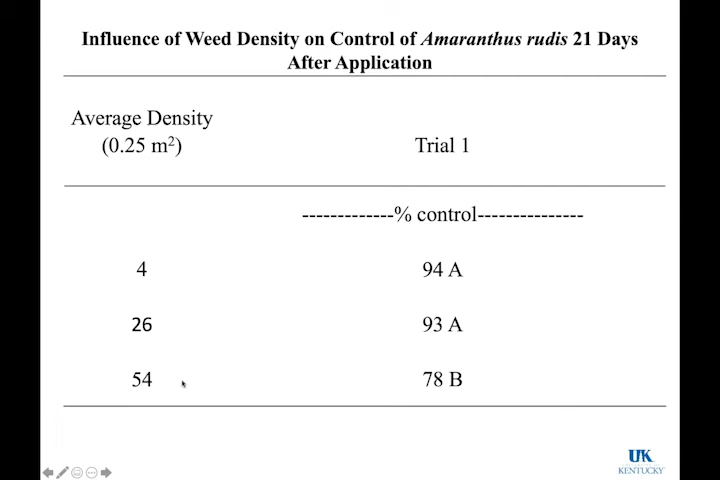 Influence of Weed Density on Control of Amaranthus rudis 21 Days
After Application
Average Density
(0.25 m²)
Trial 1
-------------% control---------------
4 94 A
26 93 A
54 78 B
UK
KENTUCKY